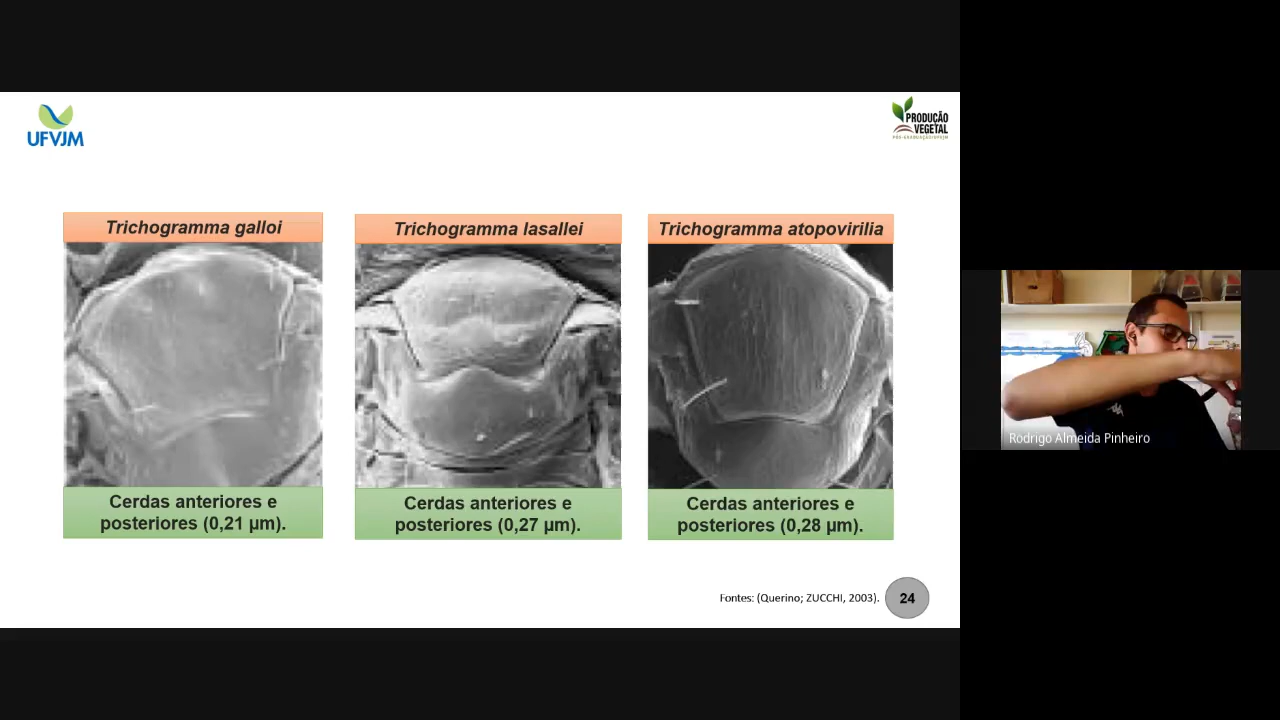 UFVJM
PRODUÇÃO
VEGETAL
Trichogramma galloi
Trichogramma lasallei
Trichogramma atopovirilia
Cerdas anteriores e
posteriores (0,21 µm).
Cerdas anteriores e
posteriores (0,27 µm).
Cerdas anteriores e
posteriores (0,28 µm).
Fontes: (Querino; ZUCCHI, 2003).
24
Rodrigo Almeida Pinheiro